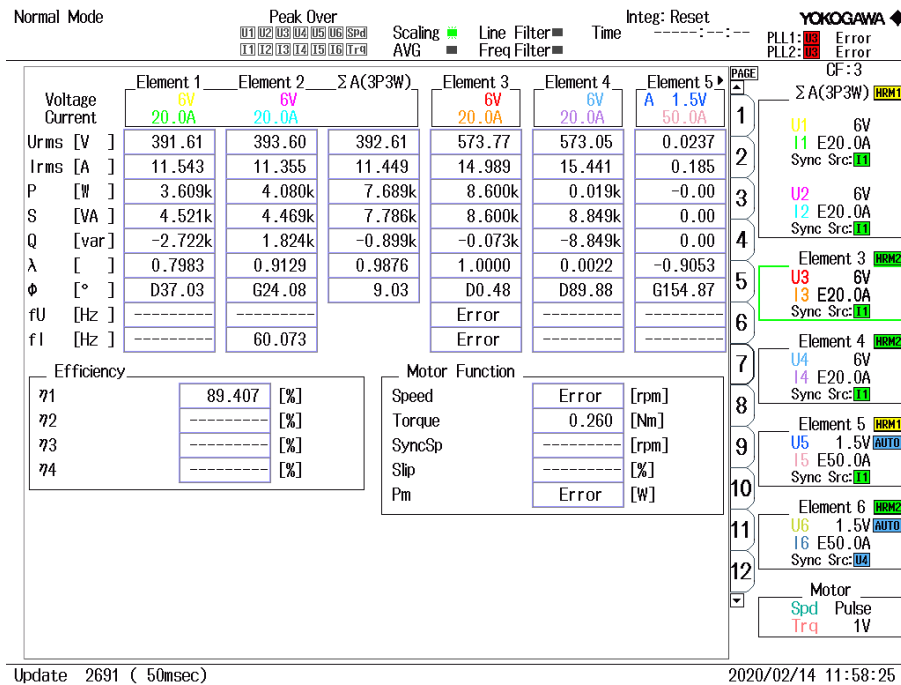 Normal Mode Peak Over Scaling Line Filter Time Integ: Reset YOKOGAWA
U1 U2 U3 U4 U5 U6 Spd -----:--:--
I1 I2 I3 I4 I5 I6 Trq AVG Freq Filter PLL1: U3 Error
PLL2: U3 Error
CF:3
Element 1 Element 2 ΣA(3P3W) Element 3 Element 4 Element 5 PAGE
Voltage 6V 6V 6V 6V A 1.5V
Current 20.0A 20.0A 20.0A 20.0A 50.0A
Urms [V ] 391.61 393.60 392.61 573.77 573.05 0.0237
Irms [A ] 11.543 11.355 11.449 14.989 15.441 0.185
P [W ] 3.609k 4.080k 7.689k 8.600k 0.019k -0.00
S [VA ] 4.521k 4.469k 7.786k 8.600k 8.849k 0.00
Q [var] -2.722k 1.824k -0.899k -0.073k -8.849k 0.00
λ [ ] 0.7983 0.9129 0.9876 1.0000 0.0022 -0.9053
Φ [° ] D37.03 G24.08 9.03 D0.48 D89.88 G154.87
fU [Hz ] --------- --------- Error --------- ---------
fI [Hz ] --------- 60.073 Error --------- ---------
Efficiency
η1 89.407 [%]
η2 --------- [%]
η3 --------- [%]
η4 --------- [%]
Motor Function
Speed Error [rpm]
Torque 0.260 [Nm]
SyncSp --------- [rpm]
Slip --------- [%]
Pm Error [W]
1
2
3
4
5
6
7
8
9
10
11
12
ΣA(3P3W) HRM1
U1 6V
I1 E20.0A
Sync Src: I1
U2 6V
I2 E20.0A
Sync Src: I1
Element 3 HRM2
U3 6V
I3 E20.0A
Sync Src: I1
Element 4 HRM2
U4 6V
I4 E20.0A
Sync Src: I1
Element 5 HRM1
U5 1.5V AUTO
I5 E50.0A
Sync Src: I1
Element 6 HRM2
U6 1.5V AUTO
I6 E50.0A
Sync Src: U4
Motor
Spd Pulse
Trq 1V
Update 2691 ( 50msec) 2020/02/14 11:58:25